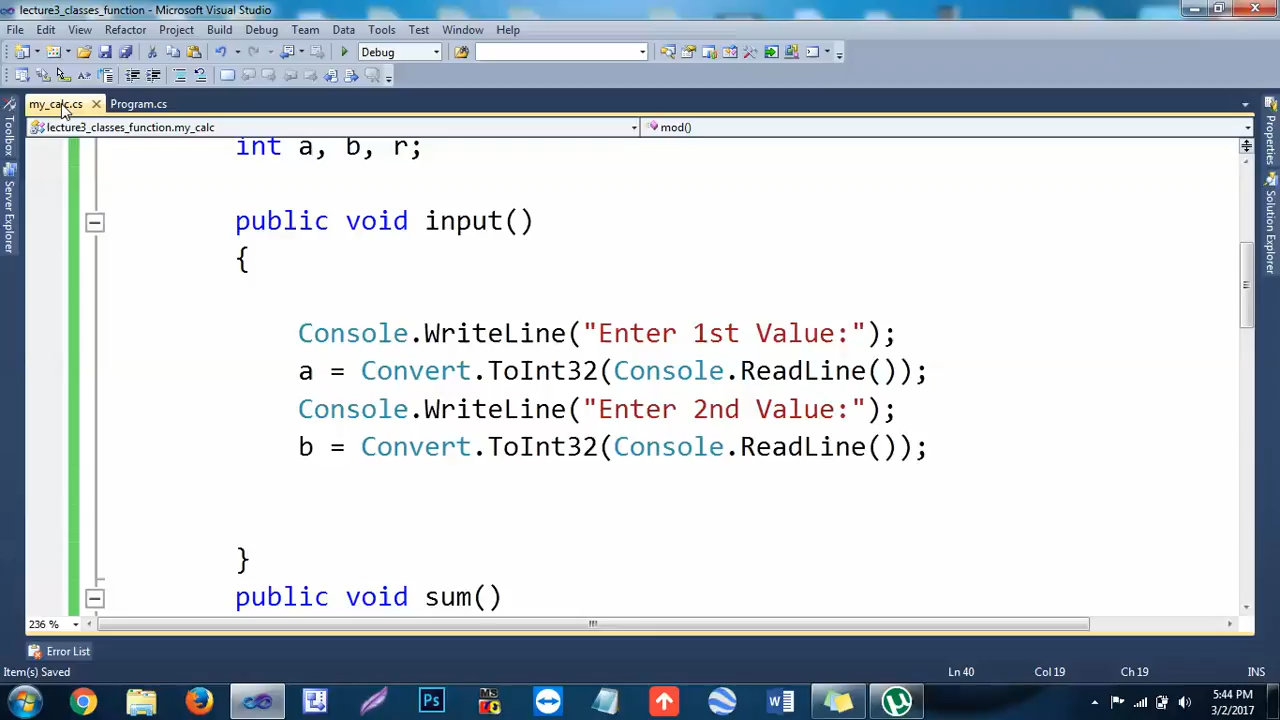 lecture3_classes_function - Microsoft Visual Studio
File Edit View Refactor Project Build Debug Team Data Tools Test Window Help
Debug
my_calc.cs Program.cs
lecture3_classes_function.my_calc mod()
Toolbox
Server Explorer
Properties
Solution Explorer
int a, b, r;
public void input()
{
Console.WriteLine("Enter 1st Value:");
a = Convert.ToInt32(Console.ReadLine());
Console.WriteLine("Enter 2nd Value:");
b = Convert.ToInt32(Console.ReadLine());
}
public void sum()
236 %
Error List
Item(s) Saved Ln 40 Col 19 Ch 19 INS
Ps MS W
5:44 PM
3/2/2017